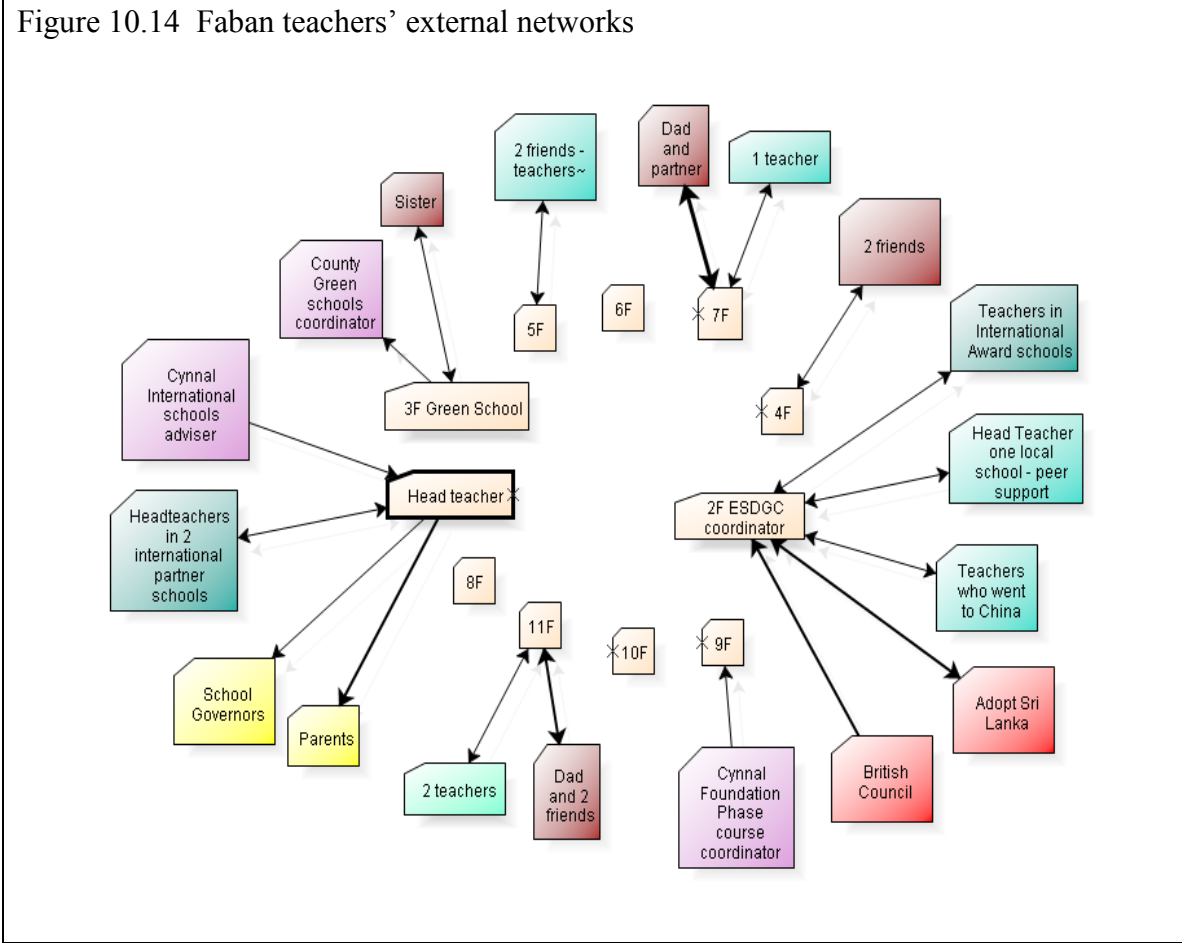 Figure 10.14  Faban teachers’ external networks
Dad
and
partner
2 friends -
teachers~
1 teacher
Sister
2 friends
County
Green
schools
coordinator
Teachers in
International
Award schools
5F
6F
7F
Cynnal
International
schools
adviser
3F Green School
4F
Head Teacher
one local
school - peer
support
Head teacher
2F ESDGC
coordinator
Headteachers
in 2
international
partner
schools
8F
Teachers
who went
to China
11F
10F
9F
School
Governors
Parents
Adopt Sri
Lanka
2 teachers
Dad
and 2
friends
Cynnal
Foundation
Phase
course
coordinator
British
Council